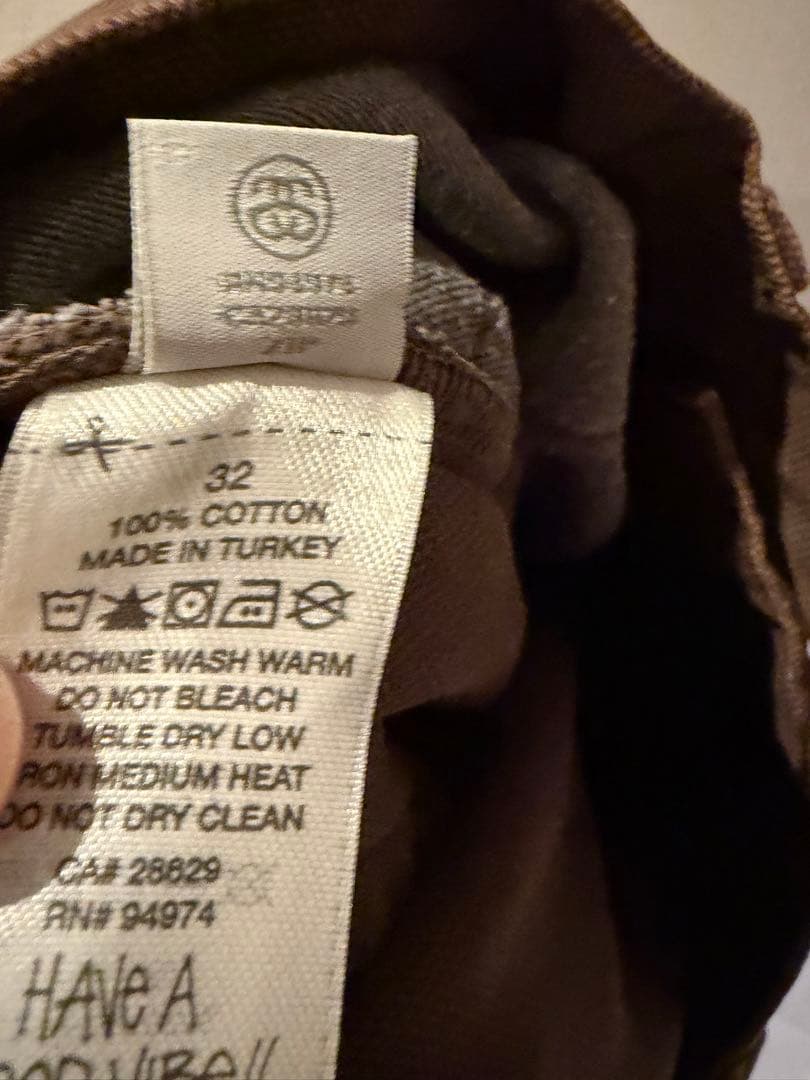 32
100% COTTON
MADE IN TURKEY
MACHINE WASH WARM
DO NOT BLEACH
TUMBLE DRY LOW
IRON MEDIUM HEAT
DO NOT DRY CLEAN
CA# 28829
RN# 94974
HAVE A
VIBE!!